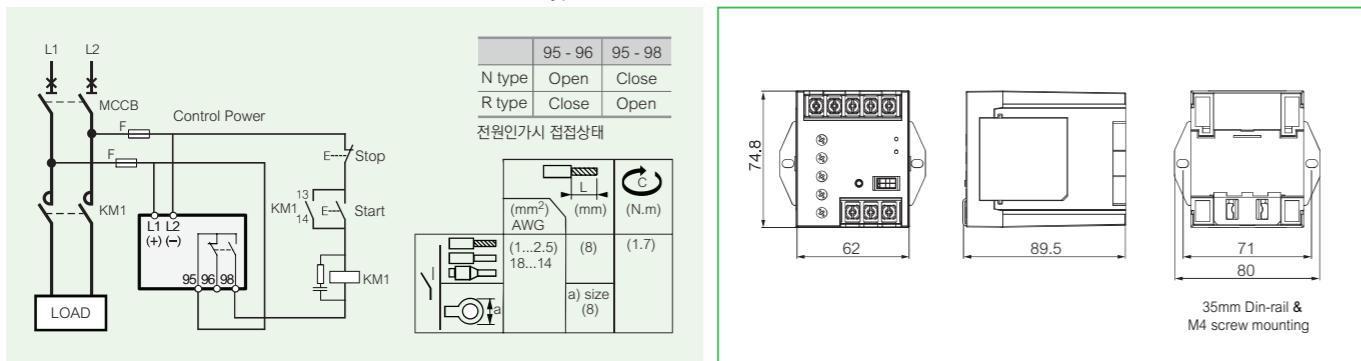 L1 L2
MCCB
Control Power
F
F
E
Stop
13
KM1
14
E
Start
KM1
L1 L2
(+) (−)
95 96 98
KM1
LOAD
95 - 96 95 - 98
N type Open Close
R type Close Open
전원인가시 접접상태
L
C
(mm²)
AWG
(mm)
(N.m)
(1...2.5)
18...14
(8)
(1.7)
a
a) size
(8)
74.8
62
89.5
71
80
35mm Din-rail &
M4 screw mounting